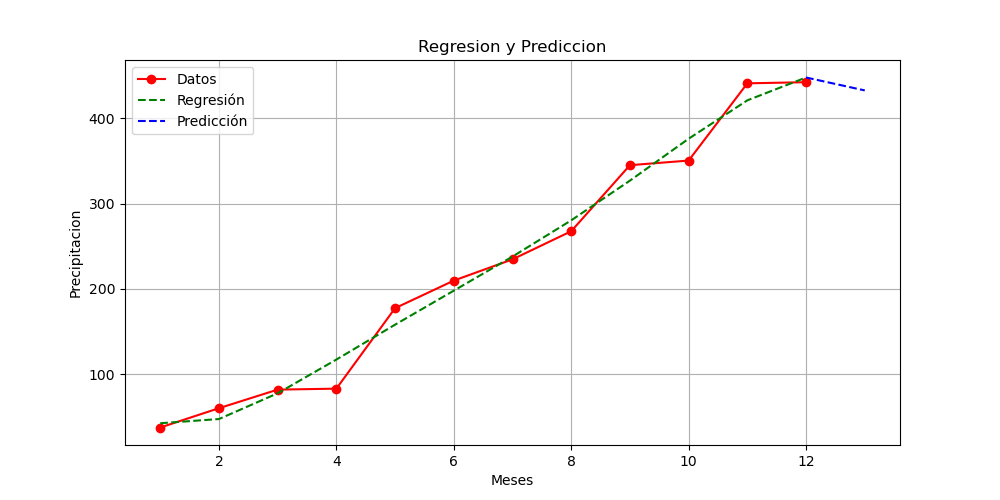 Regresion y Prediccion
Datos
Regresión
Predicción
Precipitacion
400
300
200
100
2 4 6 8 10 12
Meses